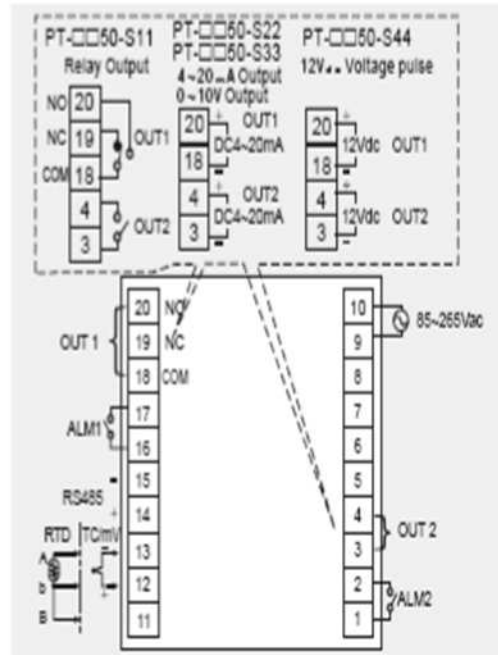 PT-□□50-S11
Relay Output
NO 20
NC 19
COM 18
OUT1
4
3
OUT2
PT-□□50-S22
PT-□□50-S33
4~20mA Output
0~10V Output
20 + OUT1
DC4~20mA
18 -
4 + OUT2
DC4~20mA
3 -
PT-□□50-S44
Voltage pulse
20 +
12Vdc OUT1
18 -
4 +
12Vdc OUT2
3 -
OUT 1
20 NO
19 NC
18 COM
ALM1
17
16
RS485
15 -
14 +
RTD TC/mV
A
13 -
12 +
B
11
10
85~265Vac
9
8
7
6
5
4
OUT 2
3
2
ALM2
1